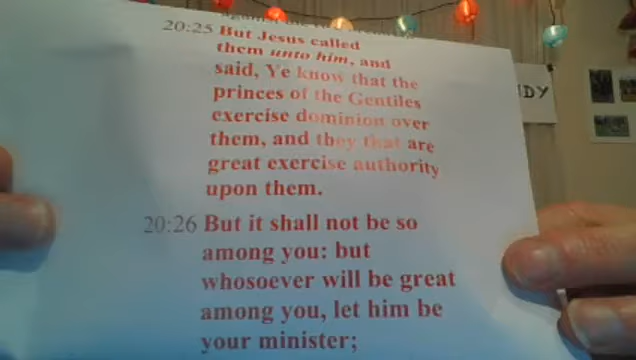 against the
20:25 But Jesus called
them unto him, and
said, Ye know that the
princes of the Gentiles
exercise dominion over
them, and they that are
great exercise authority
upon them.
20:26 But it shall not be so
among you: but
whosoever will be great
among you, let him be
your minister;
DY